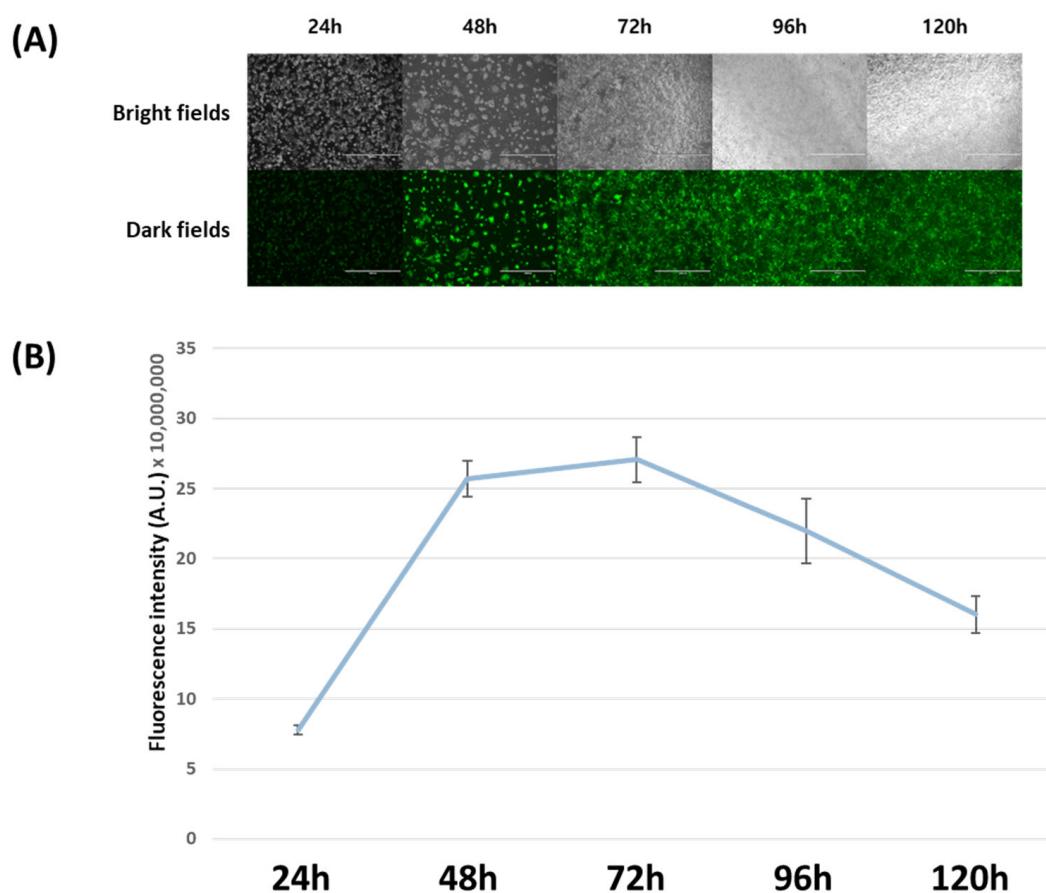 (A)
24h 48h 72h 96h 120h
Bright fields
Dark fields
(B)
Fluorescence intensity (A.U.) x 10,000,000
35
30
25
20
15
10
5
0
24h 48h 72h 96h 120h